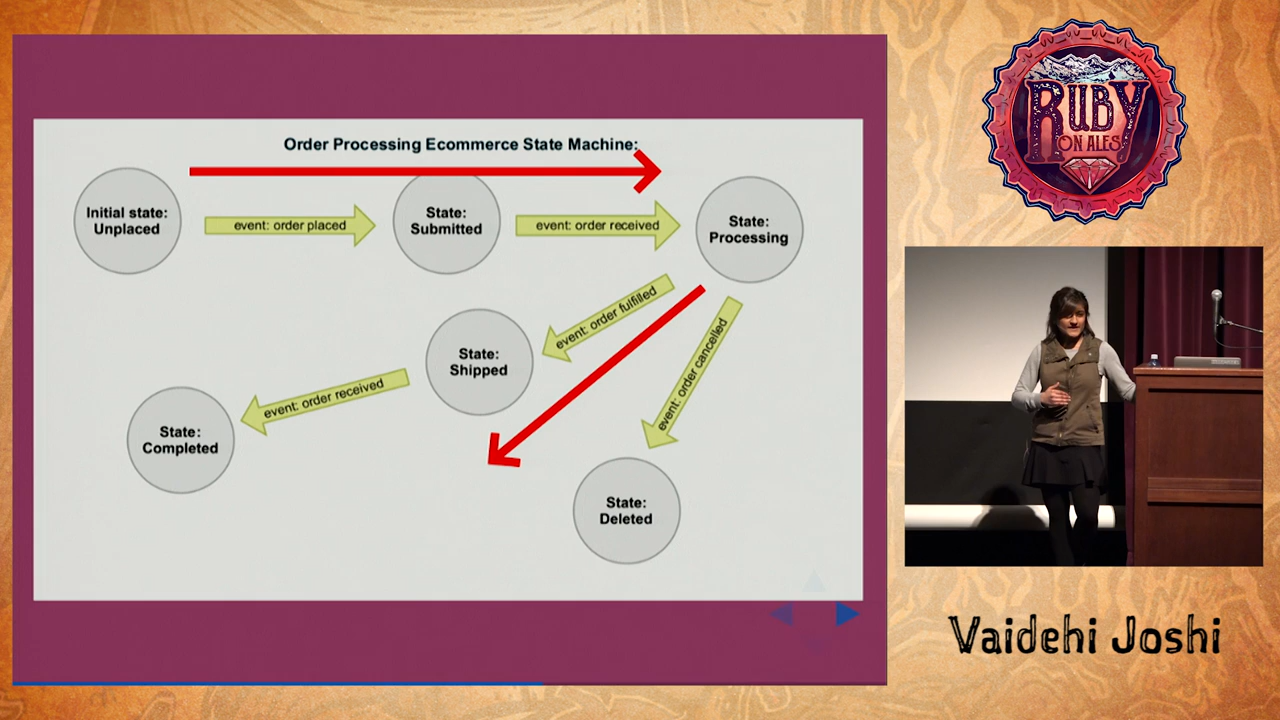 Order Processing Ecommerce State Machine:
Initial state:
Unplaced
event: order placed
State:
Submitted
event: order received
State:
Processing
event: order fulfilled
event: order cancelled
State:
Shipped
event: order received
State:
Completed
State:
Deleted
RUBY
ON ALES
Vaidehi Joshi